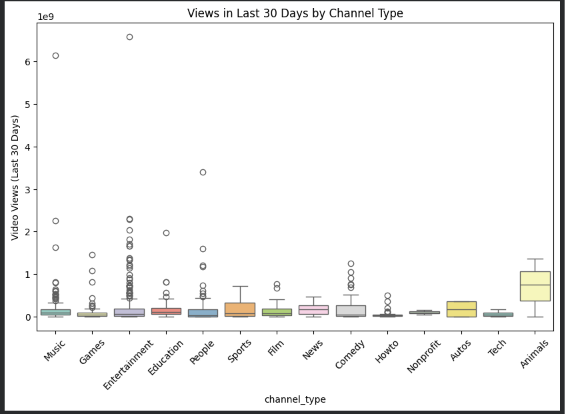 Views in Last 30 Days by Channel Type
1e9
6
5
4
3
2
1
0
Video Views (Last 30 Days)
Music
Games
Entertainment
Education
People
Sports
Film
News
Comedy
Howto
Nonprofit
Autos
Tech
Animals
channel_type